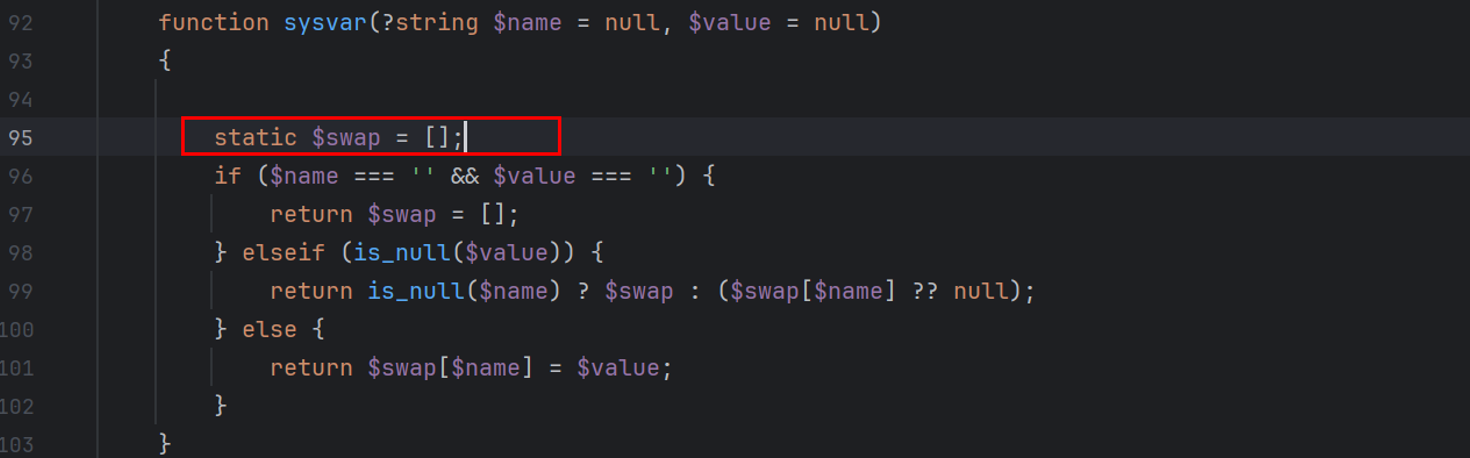 92 function sysvar(?string $name = null, $value = null)
93 {
94
95 static $swap = [];
96 if ($name === '' && $value === '') {
97 return $swap = [];
98 } elseif (is_null($value)) {
99 return is_null($name) ? $swap : ($swap[$name] ?? null);
100 } else {
101 return $swap[$name] = $value;
102 }
103 }